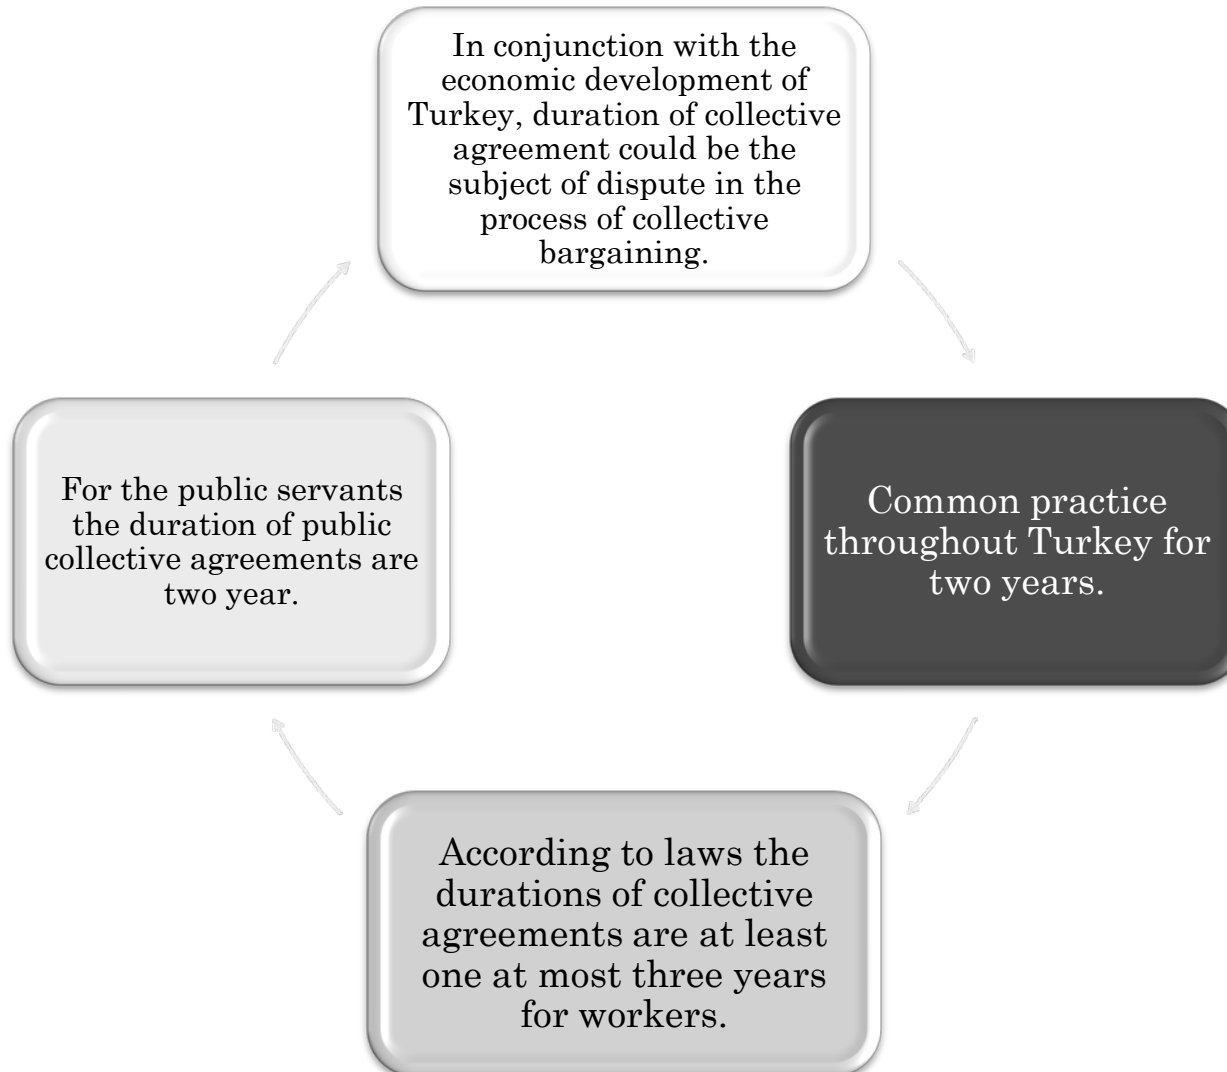 In conjunction with the
economic development of
Turkey, duration of collective
agreement could be the
subject of dispute in the
process of collective
bargaining.
Common practice
throughout Turkey for
two years.
According to laws the
durations of collective
agreements are at least
one at most three years
for workers.
For the public servants
the duration of public
collective agreements are
two year.